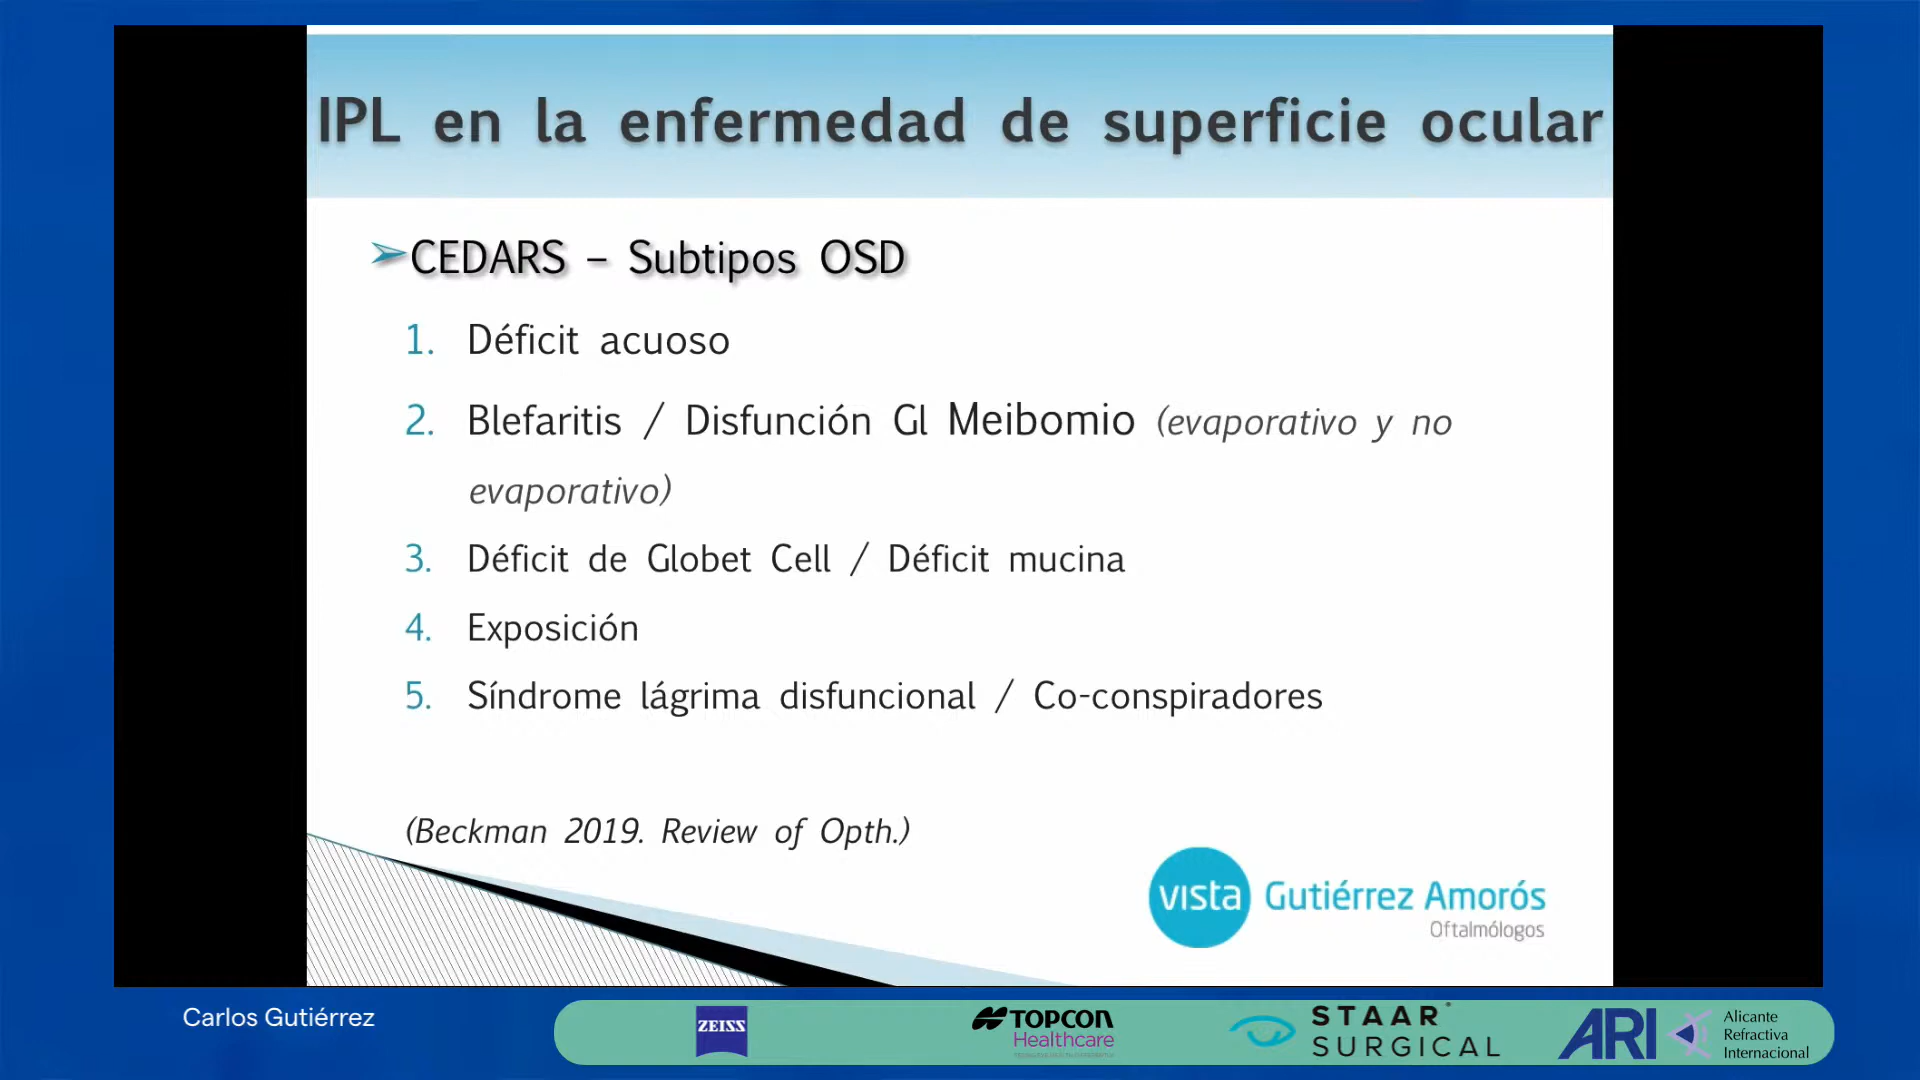 IPL en la enfermedad de superficie ocular
CEDARS – Subtipos OSD
1. Déficit acuoso
2. Blefaritis / Disfunción Gl Meibomio (evaporativo y no
evaporativo)
3. Déficit de Globet Cell / Déficit mucina
4. Exposición
5. Síndrome lágrima disfuncional / Co-conspiradores
(Beckman 2019. Review of Opth.)
vısta Gutiérrez Amorós
Oftalmólogos
Carlos Gutiérrez
ZEISS
TOPCON
Healthcare
STAAR
SURGICAL
ARI
Alicante
Refractiva
Internacional